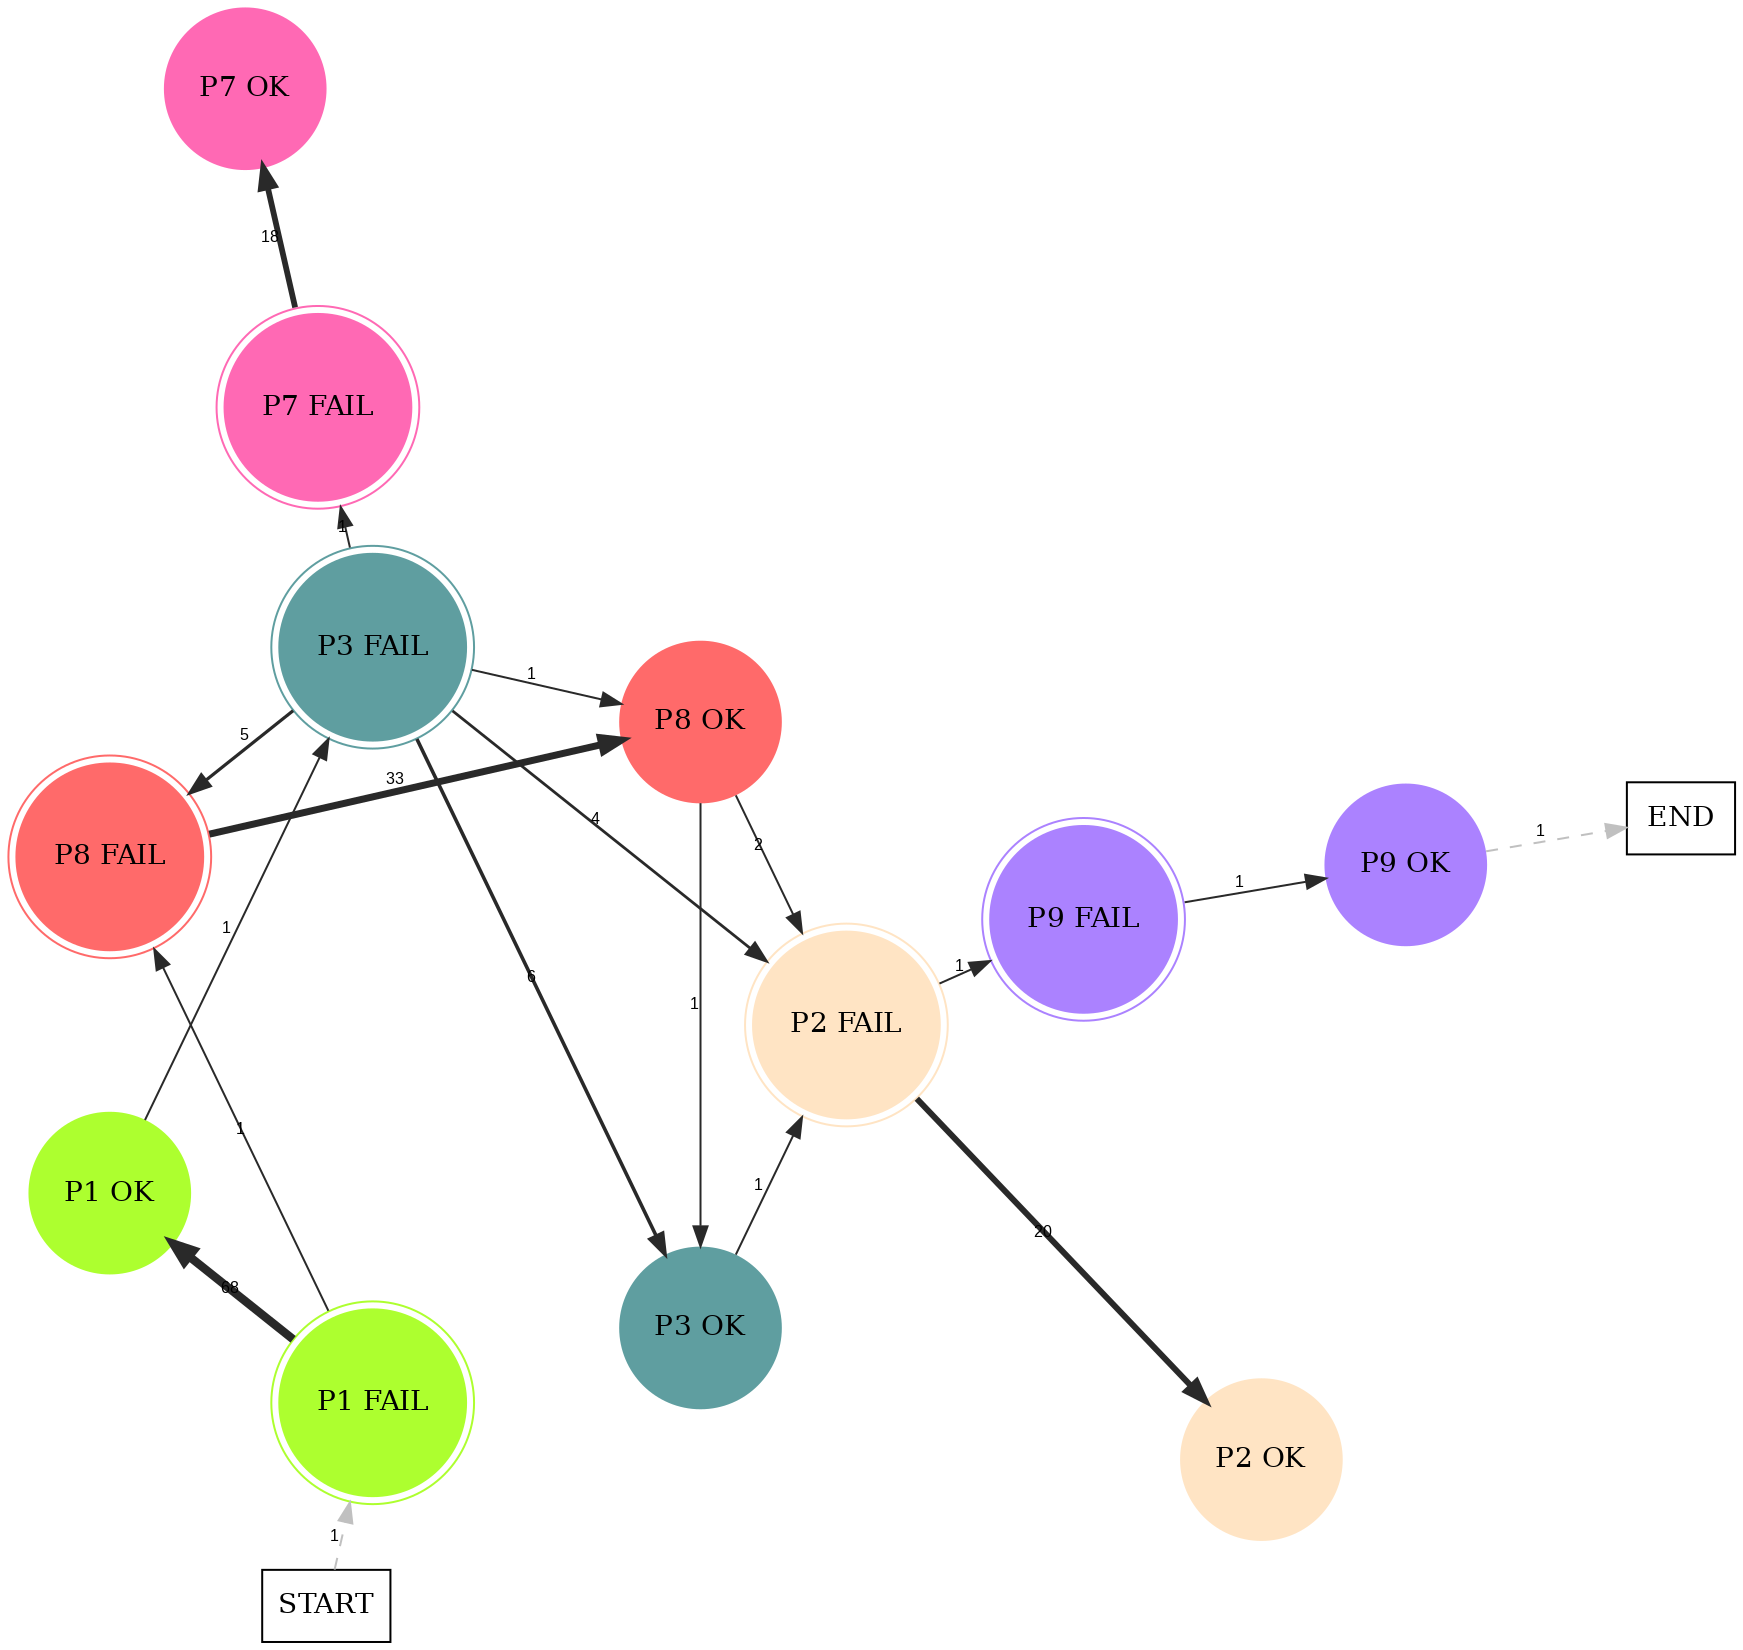 P7 OK
18
P7 FAIL
1
P3 FAIL
1
P8 OK
5
33
4
2
P8 FAIL
END
1
P9 OK
1
P9 FAIL
1
6
1
1
P2 FAIL
1
1
1
P1 OK
20
68
P3 OK
P1 FAIL
P2 OK
1
START